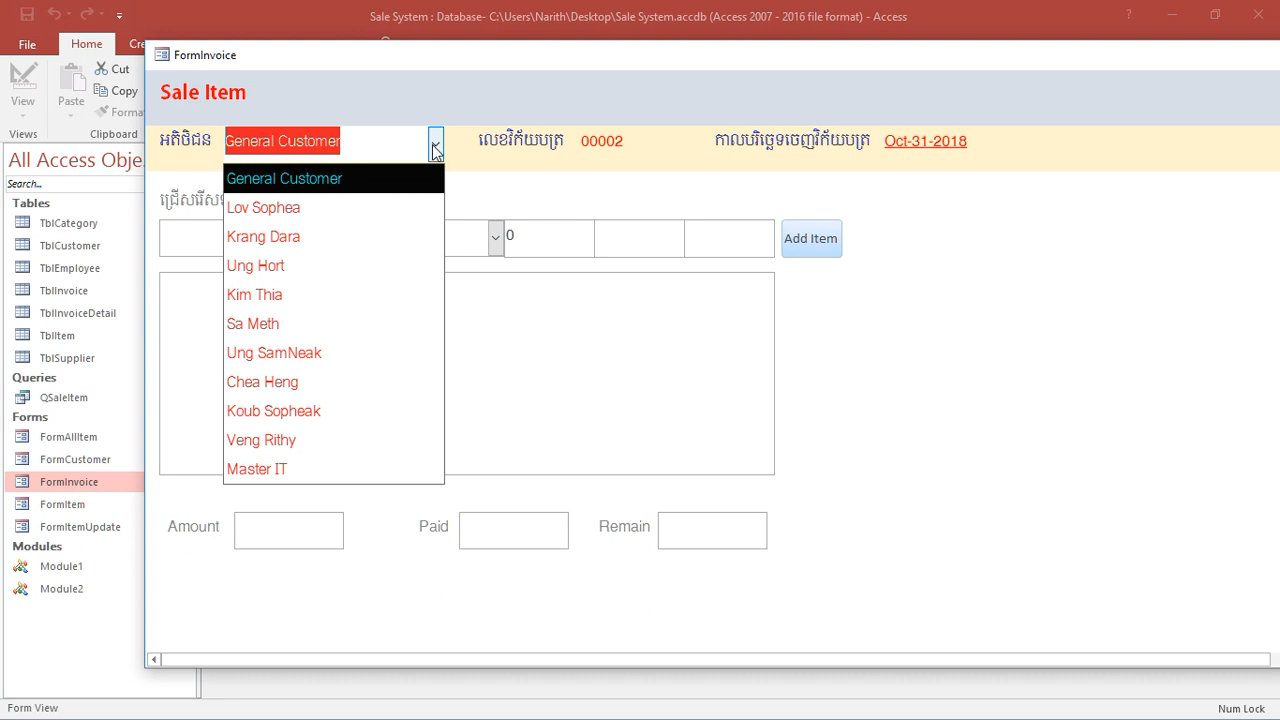 Sale System : Database- C:\Users\Narith\Desktop\Sale System.accdb (Access 2007 - 2016 file format) - Access
File Home Cr
View Paste Cut
Copy
Forma
Views Clipboard
FormInvoice
Sale Item
អតិថិជន General Customer លេខវិក័យបត្រ 00002 កាលបរិច្ឆេទចេញវិក័យបត្រ Oct-31-2018
General Customer
Lov Sophea
Krang Dara
Ung Hort
Kim Thia
Sa Meth
Ung SamNeak
Chea Heng
Koub Sopheak
Veng Rithy
Master IT
0 Add Item
Amount Paid Remain
All Access Obje
Search...
Tables
TblCategory
TblCustomer
TblEmployee
TblInvoice
TblInvoiceDetail
TblItem
TblSupplier
Queries
QSaleItem
Forms
FormAllItem
FormCustomer
FormInvoice
FormItem
FormItemUpdate
Modules
Module1
Module2
Form View Num Lock